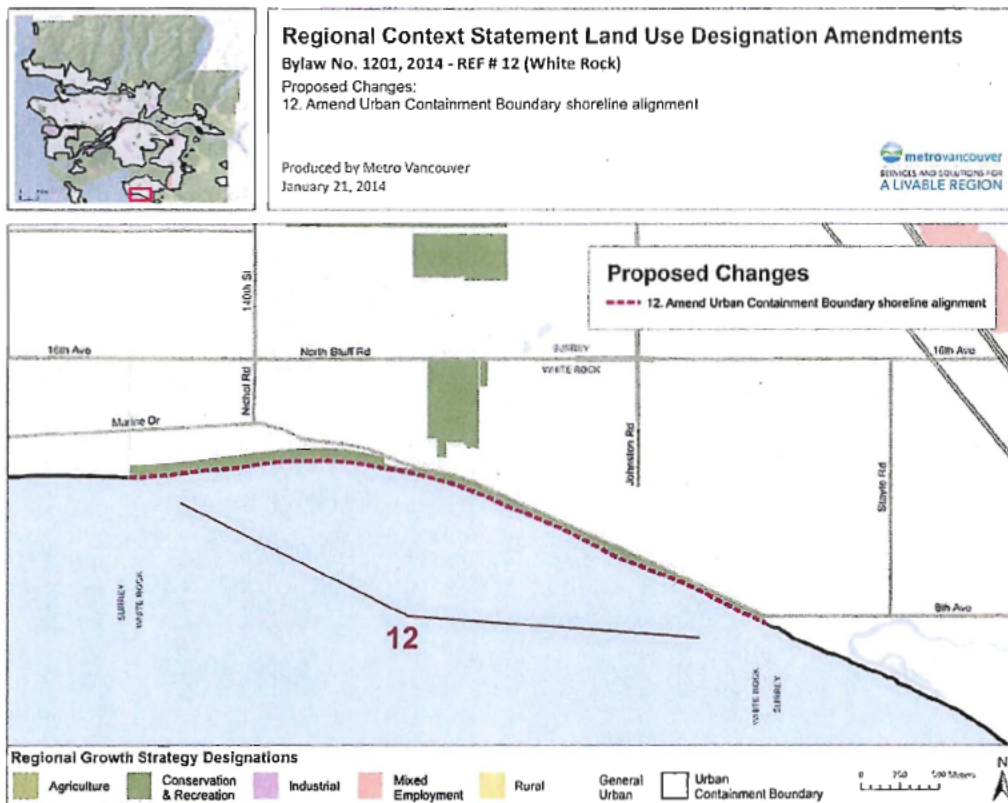 Regional Context Statement Land Use Designation Amendments
Bylaw No. 1201, 2014 - REF # 12 (White Rock)
Proposed Changes:
12. Amend Urban Containment Boundary shoreline alignment
Produced by Metro Vancouver
January 21, 2014
metrovancouver
SERVICES AND SOLUTIONS FOR
A LIVABLE REGION
Proposed Changes
12. Amend Urban Containment Boundary shoreline alignment
140th St
16th Ave
North Bluff Rd
SURREY
WHITE ROCK
16th Ave
Nichol Rd
Marine Dr
Johnston Rd
Stayte Rd
SURREY
WHITE ROCK
12
8th Ave
WHITE ROCK
SURREY
Regional Growth Strategy Designations
Agriculture
Conservation
& Recreation
Industrial
Mixed
Employment
Rural
General
Urban
Urban
Containment Boundary
0 250 500 Meters
N